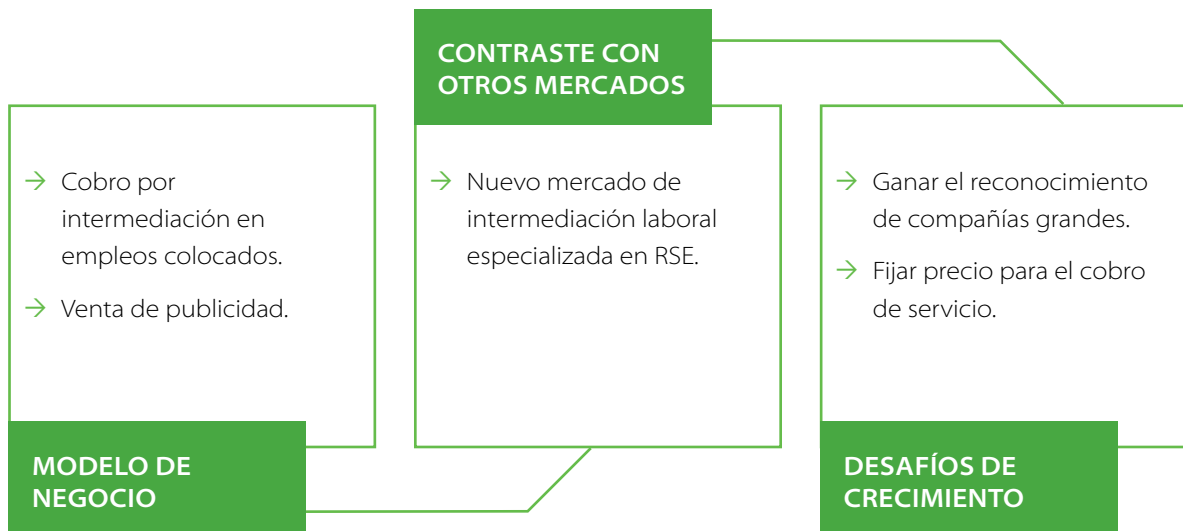 → Cobro por
intermediación en
empleos colocados.
→ Venta de publicidad.
MODELO DE
NEGOCIO
CONTRASTE CON
OTROS MERCADOS
→ Nuevo mercado de
intermediación laboral
especializada en RSE.
→ Ganar el reconocimiento
de compañías grandes.
→ Fijar precio para el cobro
de servicio.
DESAFÍOS DE
CRECIMIENTO